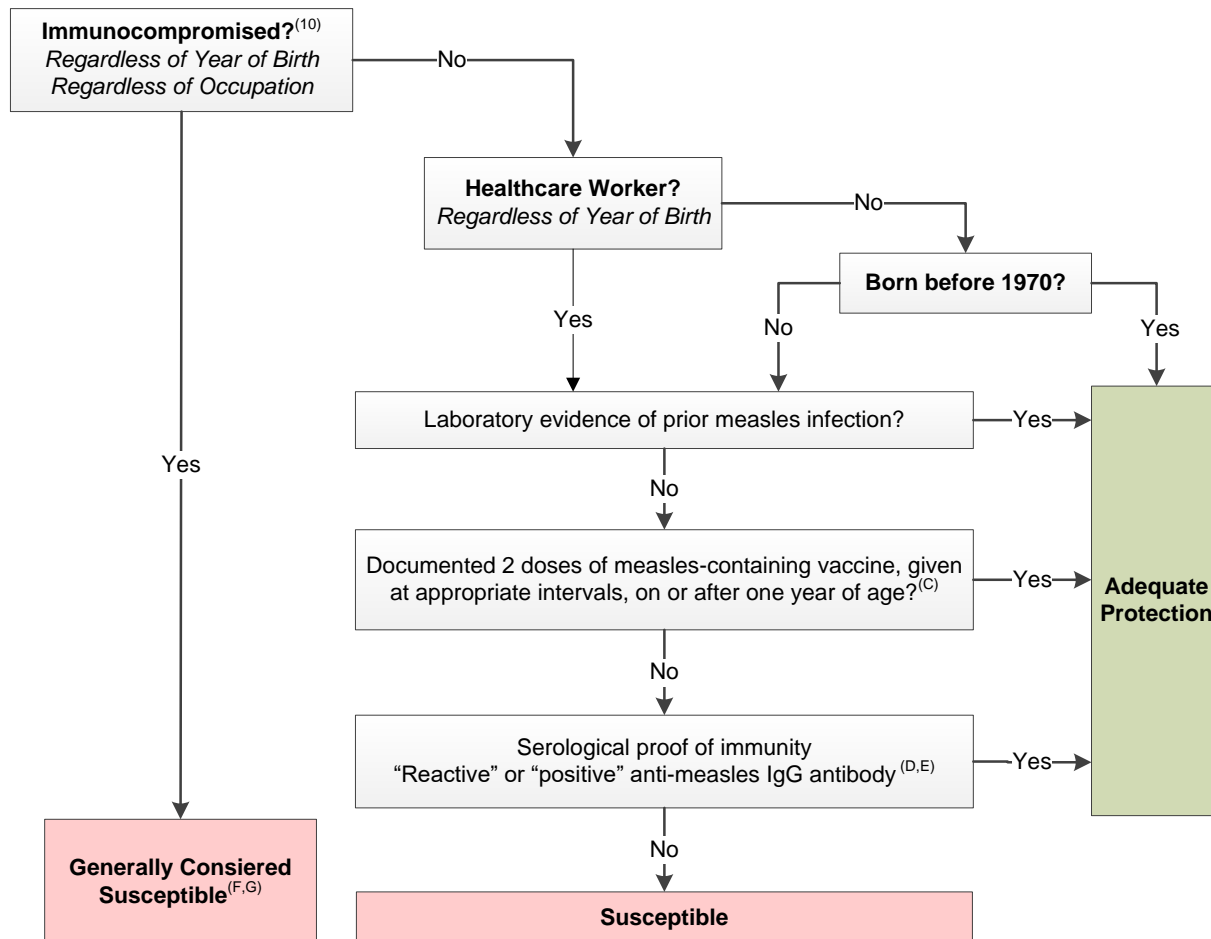 Immunocompromised?(10)
Regardless of Year of Birth
Regardless of Occupation
No
Healthcare Worker?
Regardless of Year of Birth
No
Born before 1970?
Yes
No
Yes
Laboratory evidence of prior measles infection?
Yes
Yes
No
Documented 2 doses of measles-containing vaccine, given
at appropriate intervals, on or after one year of age?(C)
Yes
Adequate
Protection
No
Serological proof of immunity
“Reactive” or “positive” anti-measles IgG antibody (D,E)
Yes
No
Generally Consiered
Susceptible(F,G)
Susceptible